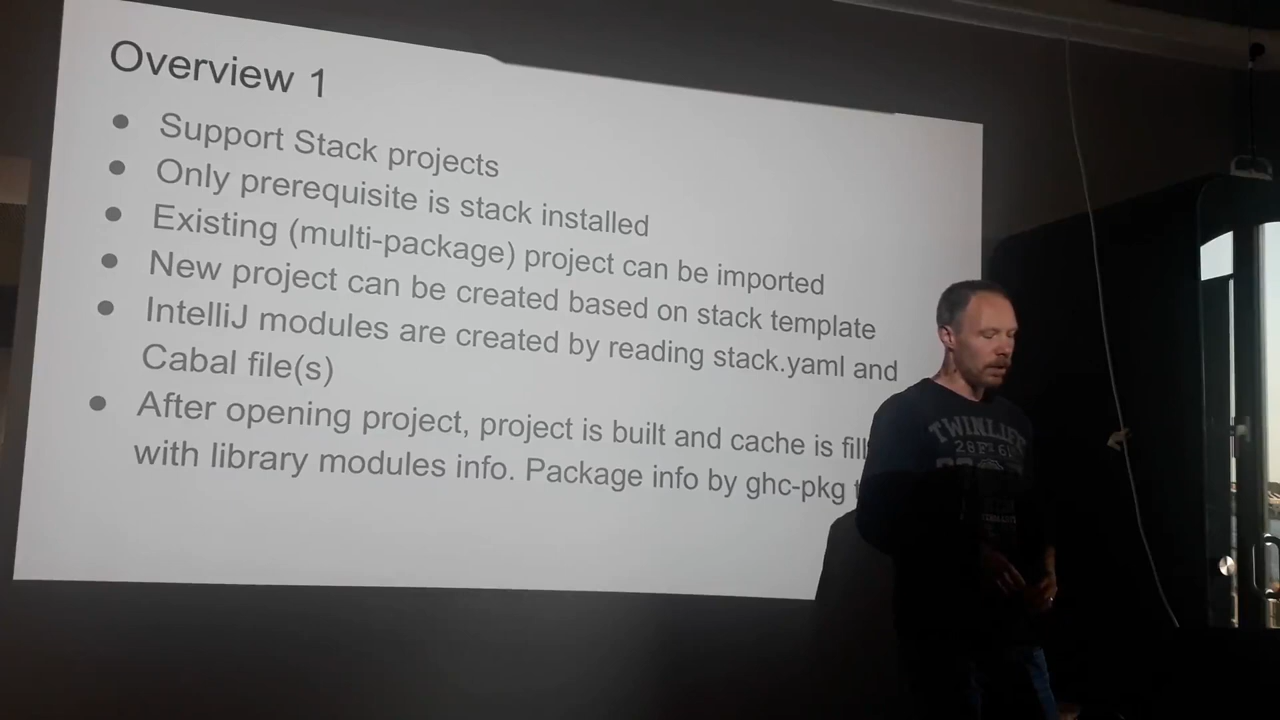 Overview 1
● Support Stack projects
● Only prerequisite is stack installed
● Existing (multi-package) project can be imported
● New project can be created based on stack template
● IntelliJ modules are created by reading stack.yaml and
Cabal file(s)
● After opening project, project is built and cache is
with library modules info. Package info by ghc-pkg
TWINLIFE